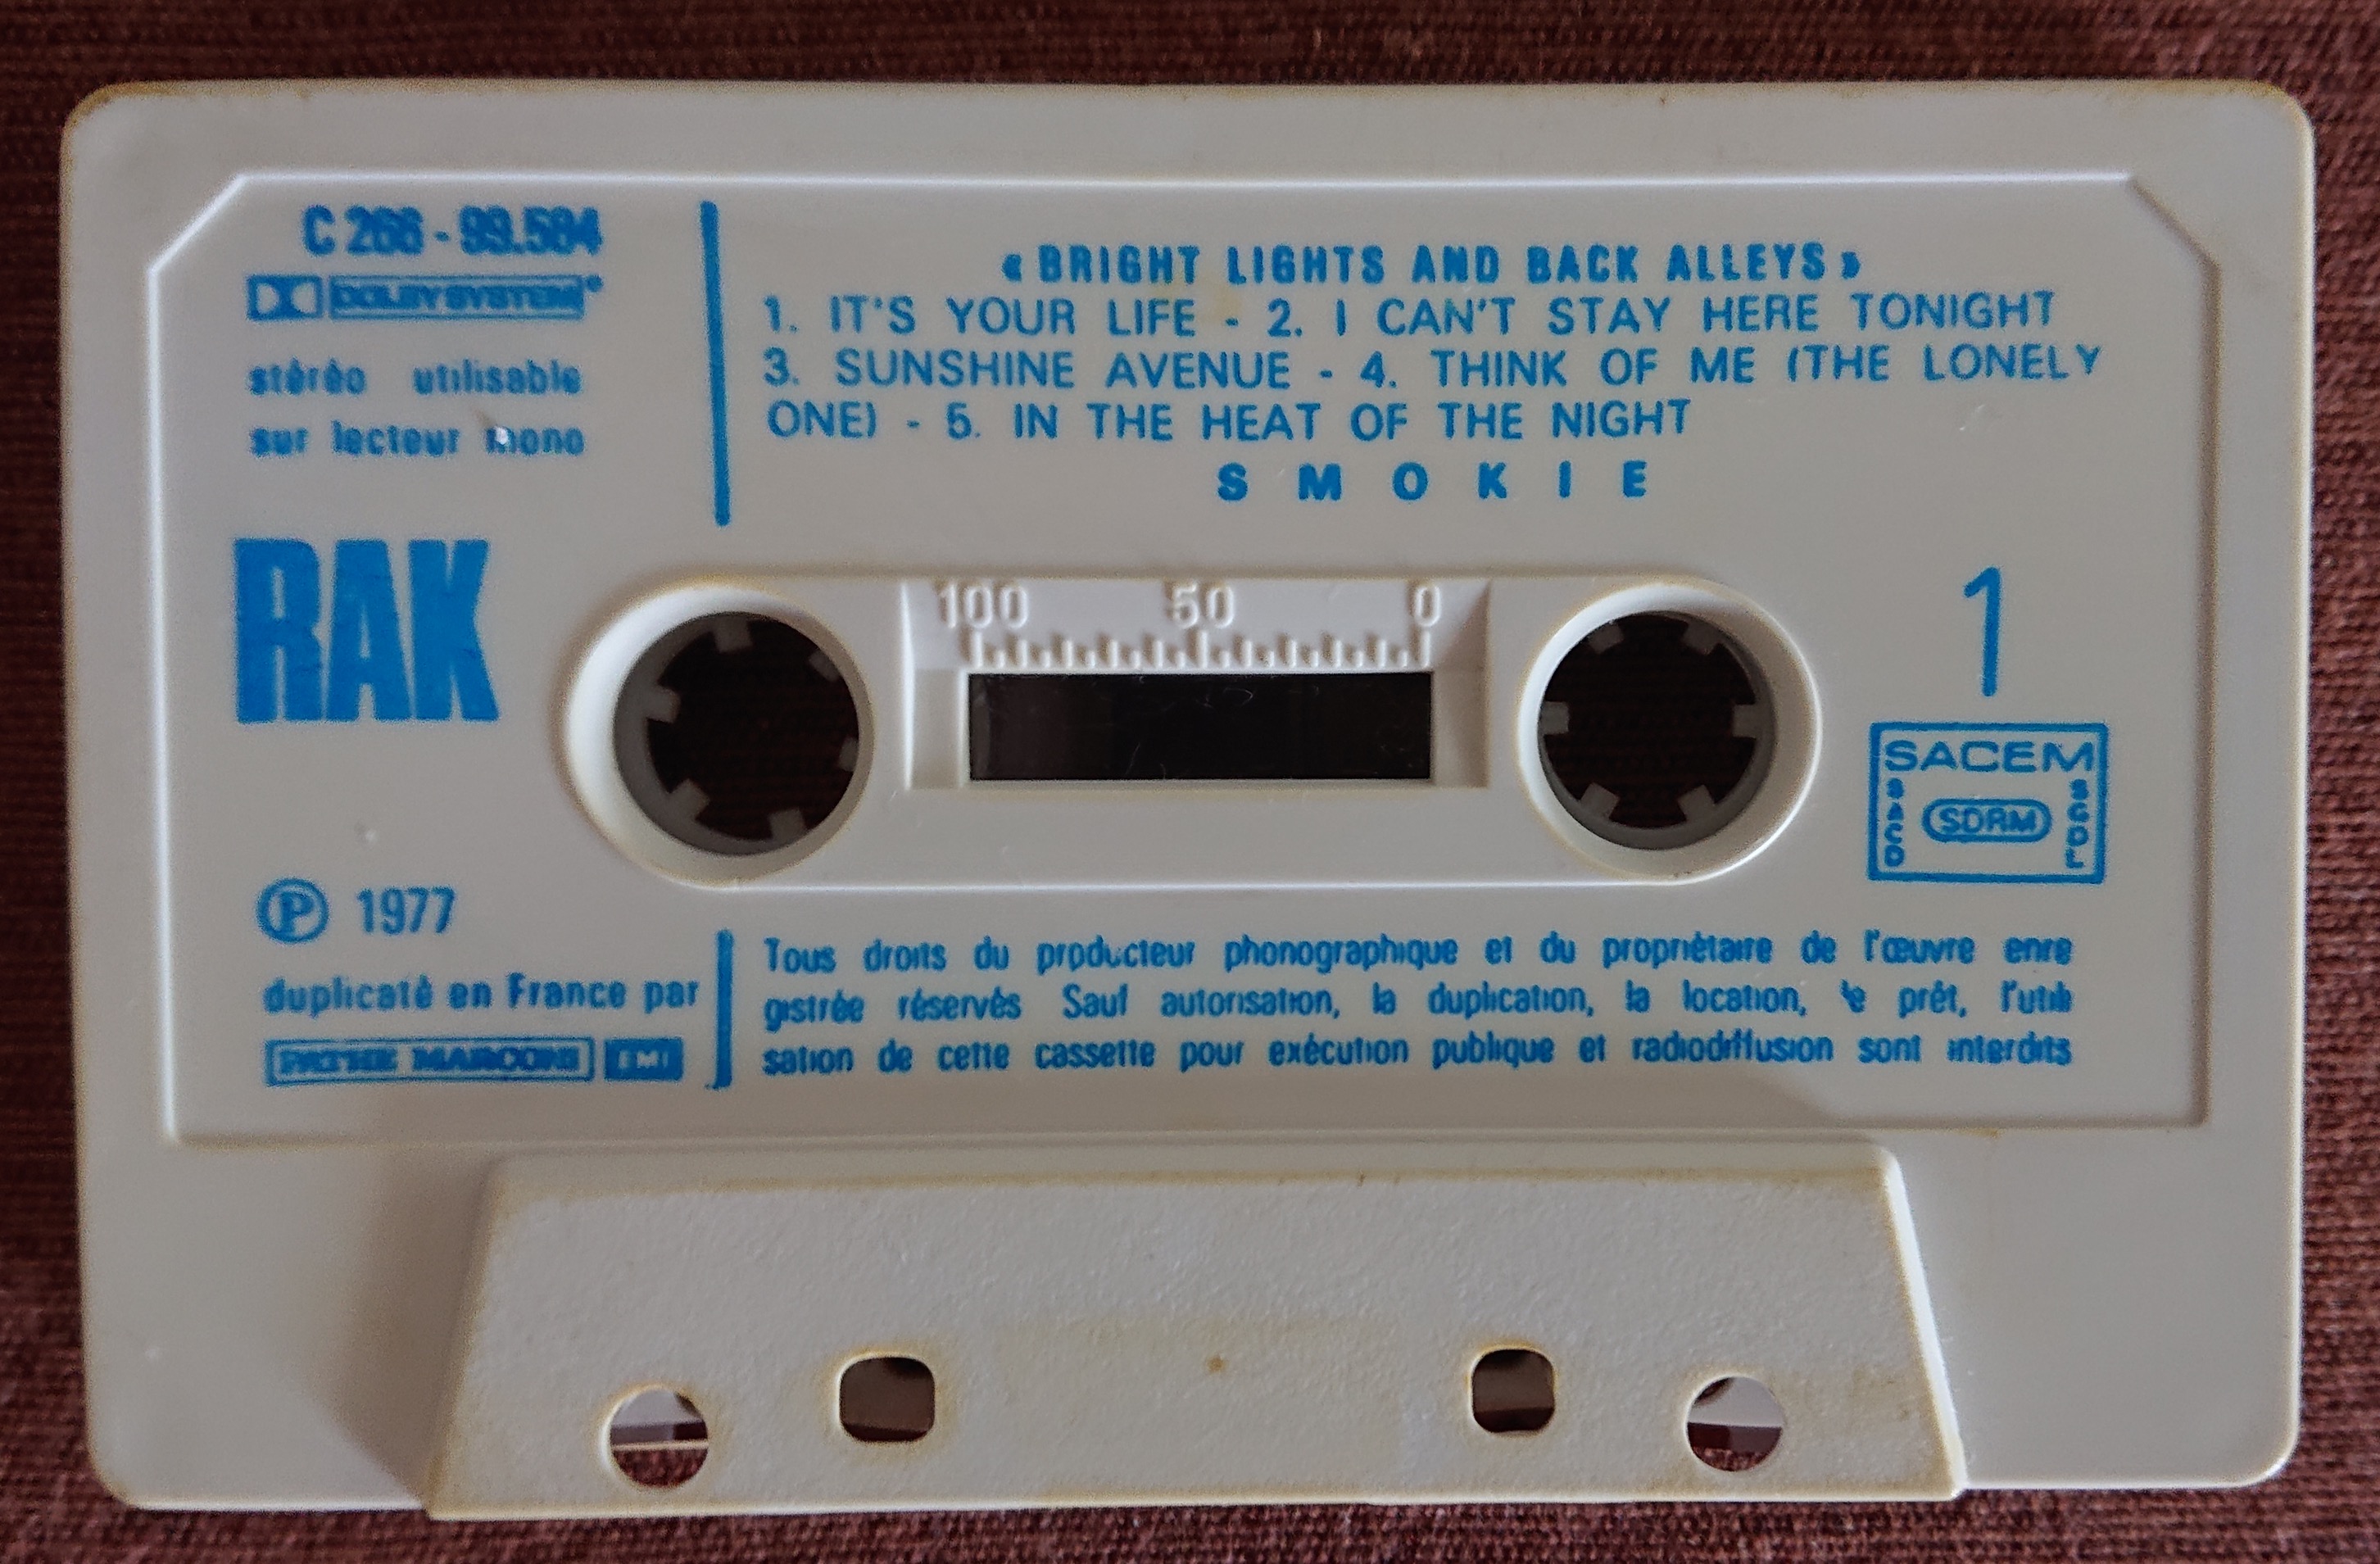 C 266 - 99.584
DOLBY SYSTEM
stéréo utilisable
sur lecteur mono
RAK
Ⓟ 1977
duplicaté en France par
PATHE MARCONI EMI
« BRIGHT LIGHTS AND BACK ALLEYS »
1. IT'S YOUR LIFE - 2. I CAN'T STAY HERE TONIGHT
3. SUNSHINE AVENUE - 4. THINK OF ME (THE LONELY
ONE) - 5. IN THE HEAT OF THE NIGHT
SMOKIE
100 50 0
1
SACEM
SACD
SDRM
SGDL
Tous droits du producteur phonographique et du propriétaire de l'œuvre enre
gistrée réservés Sauf autorisation, la duplication, la location, le prêt, l'utili
sation de cette cassette pour exécution publique et radiodiffusion sont interdits